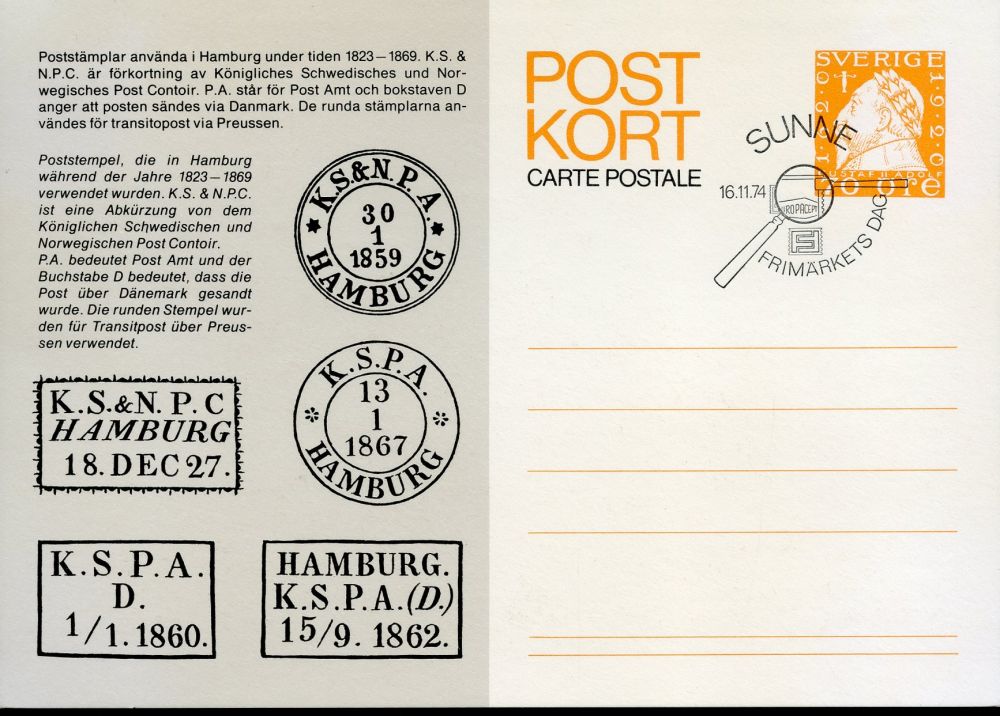 Poststämplar använda i Hamburg under tiden 1823—1869. K.S. &
N.P.C. är förkortning av Königliches Schwedisches und Nor-
wegisches Post Contoir. P.A. står för Post Amt och bokstaven D
anger att posten sändes via Danmark. De runda stämplarna an-
vändes för transitopost via Preussen.
Poststempel, die in Hamburg
während der Jahre 1823—1869
verwendet wurden. K.S. & N.P.C.
ist eine Abkürzung von dem
Königlichen Schwedischen und
Norwegischen Post Contoir.
P.A. bedeutet Post Amt und der
Buchstabe D bedeutet, dass die
Post über Dänemark gesandt
wurde. Die runden Stempel wur-
den für Transitpost über Preus-
sen verwendet.
K.S.&N.P.A.
30
1
1859
HAMBURG
K.S.P.A.
13
1
1867
HAMBURG
K.S.&N.P.C
HAMBURG
18.DEC 27.
K.S.P.A.
D.
1/1.1860.
HAMBURG.
K.S.P.A.(D.)
15/9. 1862.
POST
KORT
CARTE POSTALE
SVERIGE
1920
GUSTAF II ADOLF
20 ÖRE
SUNNE
16.11.74
FRIMÄRKETS DAG